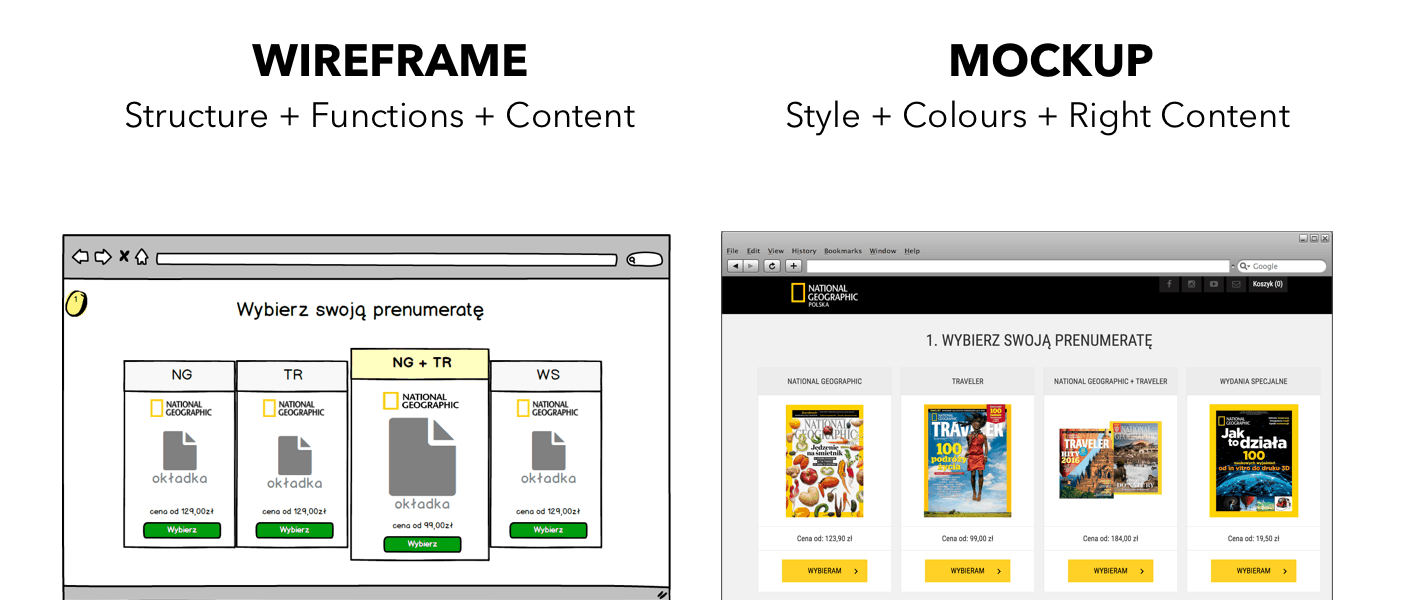 WIREFRAME
Structure + Functions + Content
1
Wybierz swoją prenumeratę
NG
NATIONAL
GEOGRAPHIC
okładka
cena od 129,00zł
Wybierz
TR
NATIONAL
GEOGRAPHIC
okładka
cena od 129,00zł
Wybierz
NG + TR
NATIONAL
GEOGRAPHIC
okładka
cena od 99,00zł
Wybierz
WS
NATIONAL
GEOGRAPHIC
okładka
cena od 129,00zł
Wybierz
MOCKUP
Style + Colours + Right Content
File Edit View History Bookmarks Window Help
Google
NATIONAL
GEOGRAPHIC
POLSKA
Koszyk (0)
1. WYBIERZ SWOJĄ PRENUMERATĘ
NATIONAL GEOGRAPHIC
NATIONAL
GEOGRAPHIC
Jedzenie
na śmietnik
Cena od: 123,90 zł
WYBIERAM
TRAVELER
TRAVELER
100
100
podróży
życia
Cena od: 99,00 zł
WYBIERAM
NATIONAL GEOGRAPHIC + TRAVELER
TRAVELER
HITY
2016
NATIONAL
GEOGRAPHIC
Cena od: 184,00 zł
WYBIERAM
WYDANIA SPECJALNE
NATIONAL
GEOGRAPHIC
Jak
to działa
100
od in vitro do druku 3D
Cena od: 19,50 zł
WYBIERAM